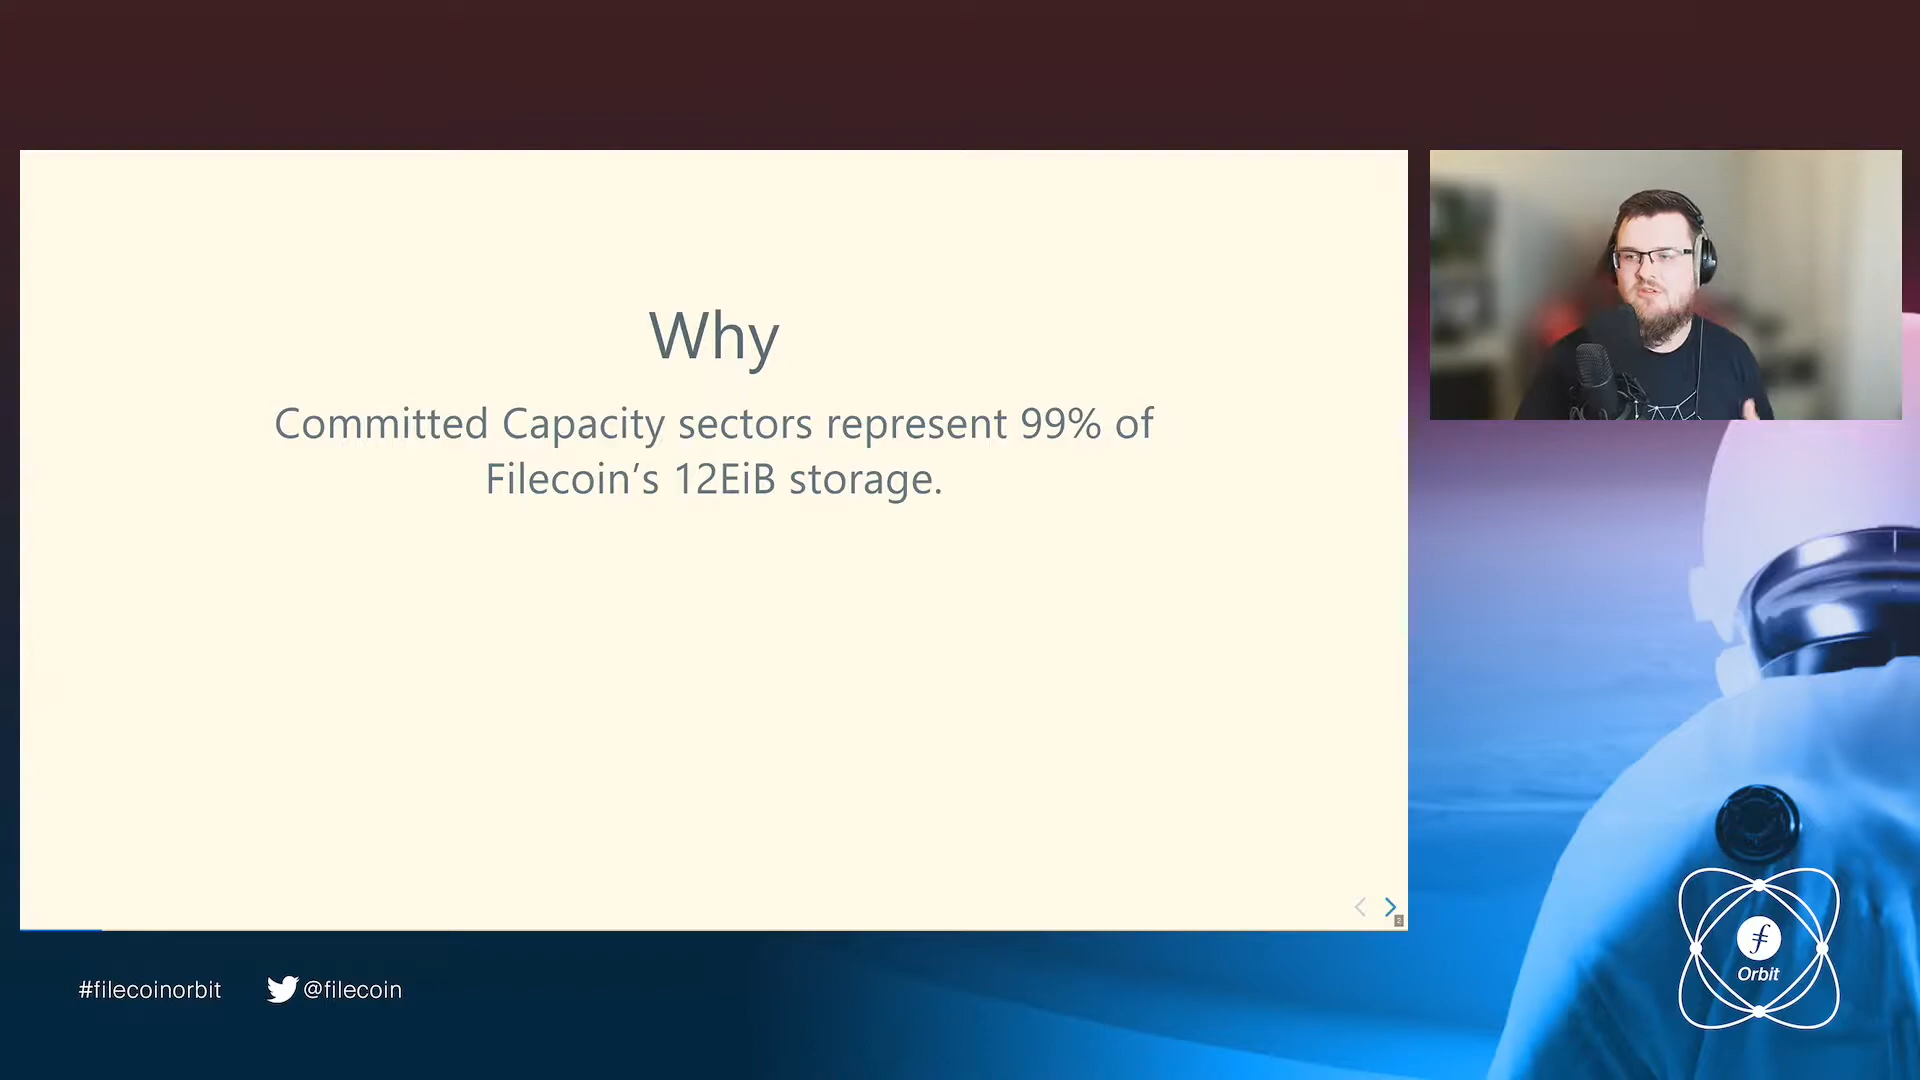 Why
Committed Capacity sectors represent 99% of
Filecoin’s 12EiB storage.
#filecoinorbit
@filecoin
Orbit